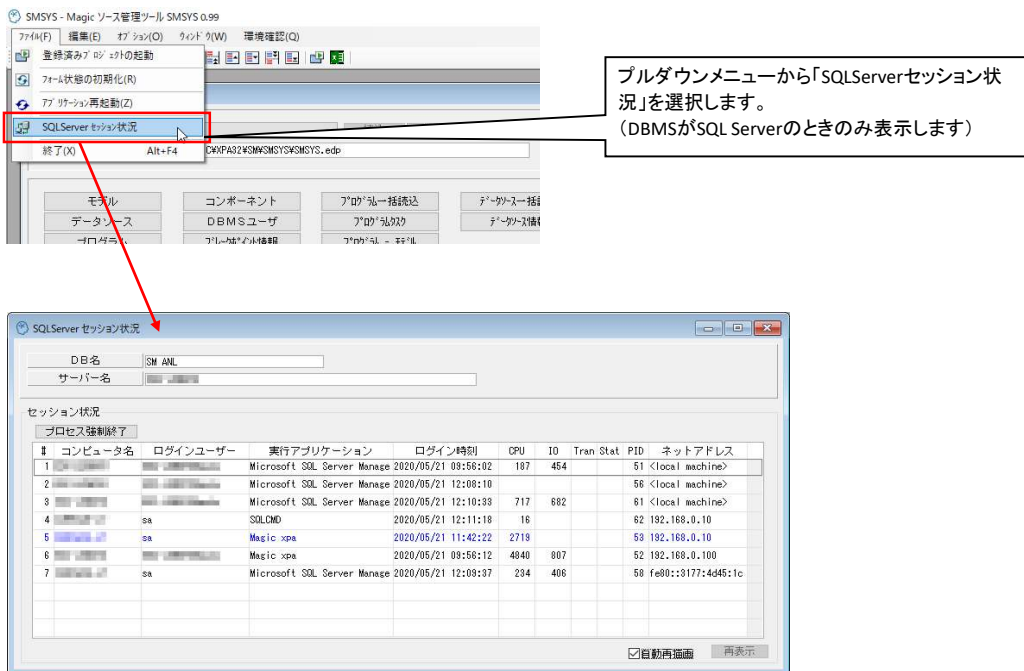 SMSYS - Magic ソース管理ツール SMSYS 0.99
ファイル(F) 編集(E) オプション(O) ウィンドウ(W) 環境確認(Q)
登録済みプロジェクトの起動
フォーム状態の初期化(R)
アプリケーション再起動(Z)
SQLServer セッション状況
終了(X) Alt+F4
C¥XPA32¥SM¥SMSYS¥SMSYS.edp
モデル コンポーネント プログラム一括読込 データソース一括
データソース DBMSユーザ プログラムタスク データソース情
プログラム ブレークポイント情報 プログラム - モデル
プルダウンメニューから「SQLServerセッション状
況」を選択します。
(DBMSがSQL Serverのときのみ表示します)
SQLServer セッション状況
DB名 SM ANL
サーバー名
セッション状況
プロセス強制終了
# コンピュータ名 ログインユーザー 実行アプリケーション ログイン時刻 CPU IO Tran Stat PID ネットアドレス
1 Microsoft SQL Server Manage 2020/05/21 09:56:02 187 454 51 <local machine>
2 2020/05/21 12:08:10 56 <local machine>
3 Microsoft SQL Server Manage 2020/05/21 12:10:33 717 682 61 <local machine>
4 sa SQLCMD 2020/05/21 12:11:18 16 62 192.168.0.10
5 sa Magic xpa 2020/05/21 11:42:22 2719 53 192.168.0.10
6 Magic xpa 2020/05/21 09:56:12 4840 807 52 192.168.0.100
7 sa Microsoft SQL Server Manage 2020/05/21 12:09:37 234 406 58 fe80::3177:4d45:1c
自動再描画 再表示